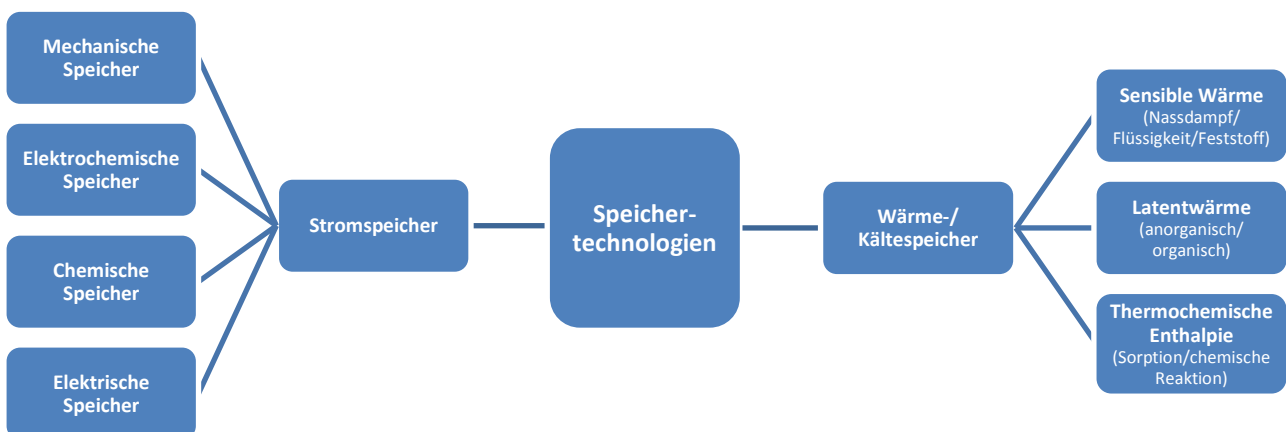 Mechanische
Speicher
Elektrochemische
Speicher
Chemische
Speicher
Elektrische
Speicher
Stromspeicher
Speicher-
technologien
Wärme-/
Kältespeicher
Sensible Wärme
(Nassdampf/
Flüssigkeit/Feststoff)
Latentwärme
(anorganisch/
organisch)
Thermochemische
Enthalpie
(Sorption/chemische
Reaktion)